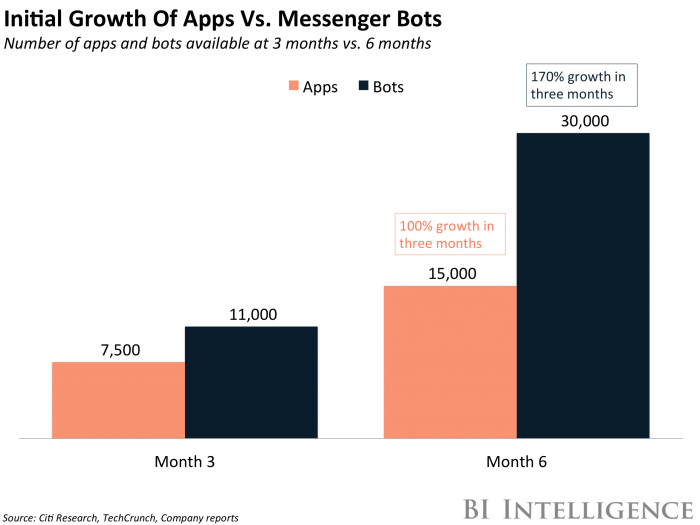 Initial Growth Of Apps Vs. Messenger Bots
Number of apps and bots available at 3 months vs. 6 months
Apps Bots
170% growth in
three months
30,000
100% growth in
three months
15,000
11,000
7,500
Month 3 Month 6
Source: Citi Research, TechCrunch, Company reports
BI INTELLIGENCE